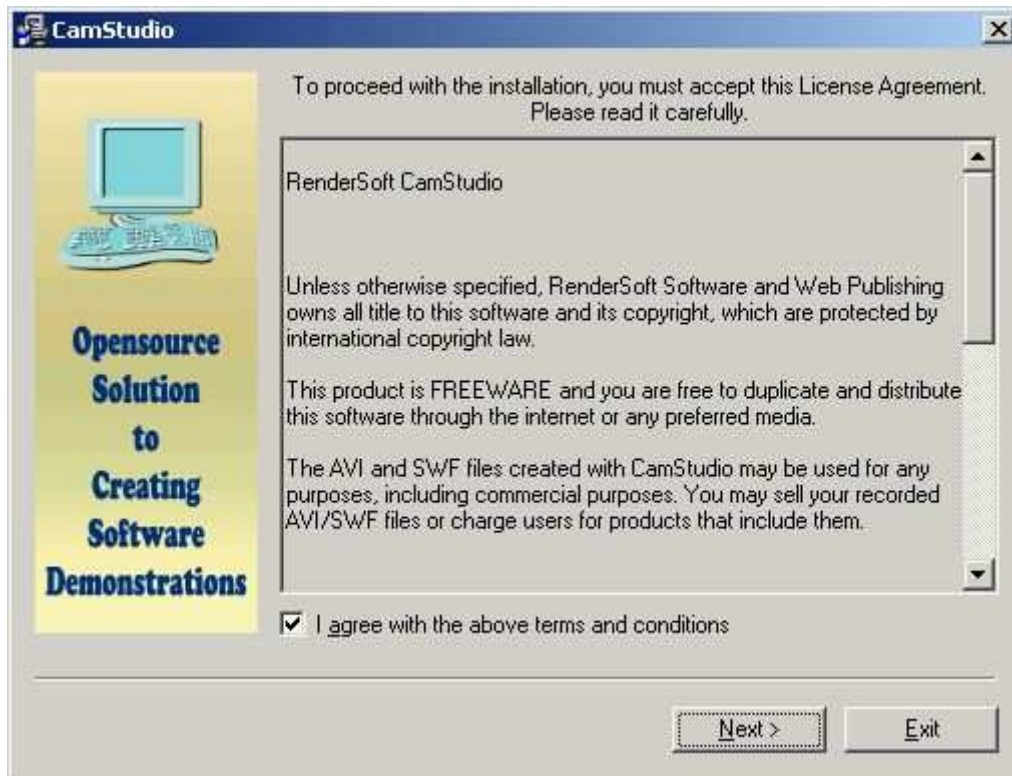 CamStudio
To proceed with the installation, you must accept this License Agreement.
Please read it carefully.
Opensource
Solution
to
Creating
Software
Demonstrations
RenderSoft CamStudio
Unless otherwise specified, RenderSoft Software and Web Publishing
owns all title to this software and its copyright, which are protected by
international copyright law.
This product is FREEWARE and you are free to duplicate and distribute
this software through the internet or any preferred media.
The AVI and SWF files created with CamStudio may be used for any
purposes, including commercial purposes. You may sell your recorded
AVI/SWF files or charge users for products that include them.
I agree with the above terms and conditions
Next >
Exit